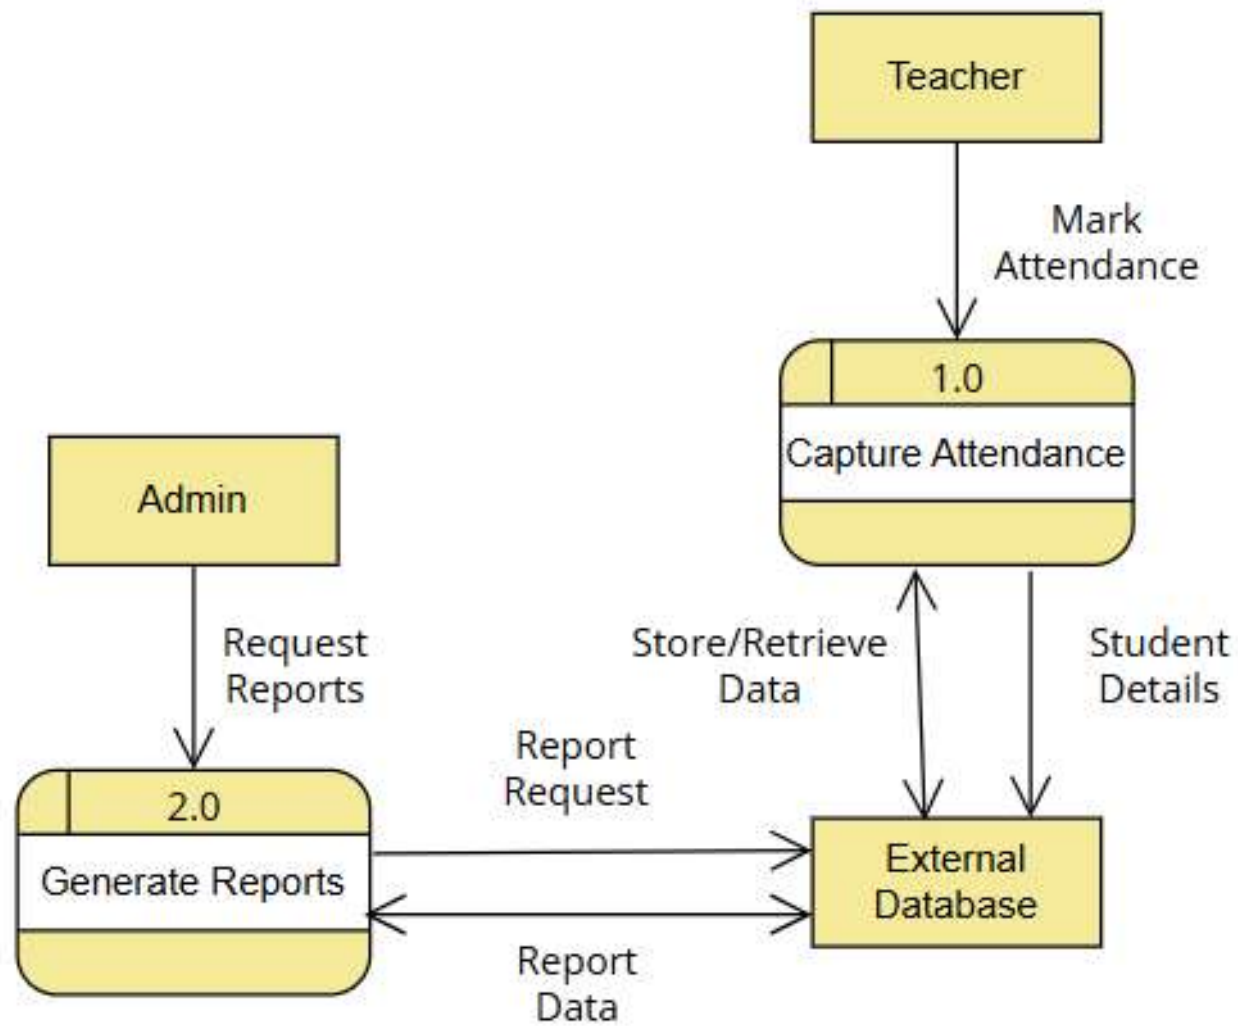 Teacher
Mark
Attendance
1.0
Capture Attendance
Admin
Request
Reports
Store/Retrieve
Data
Student
Details
Report
Request
2.0
Generate Reports
External
Database
Report
Data